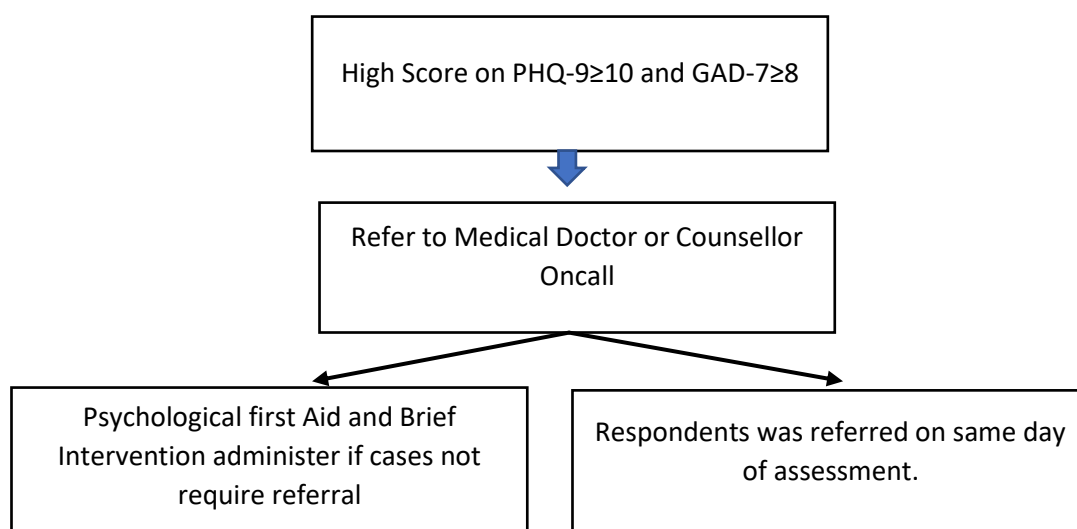 High Score on PHQ-9≥10 and GAD-7≥8
Refer to Medical Doctor or Counsellor
Oncall
Psychological first Aid and Brief
Intervention administer if cases not
require referral
Respondents was referred on same day
of assessment.